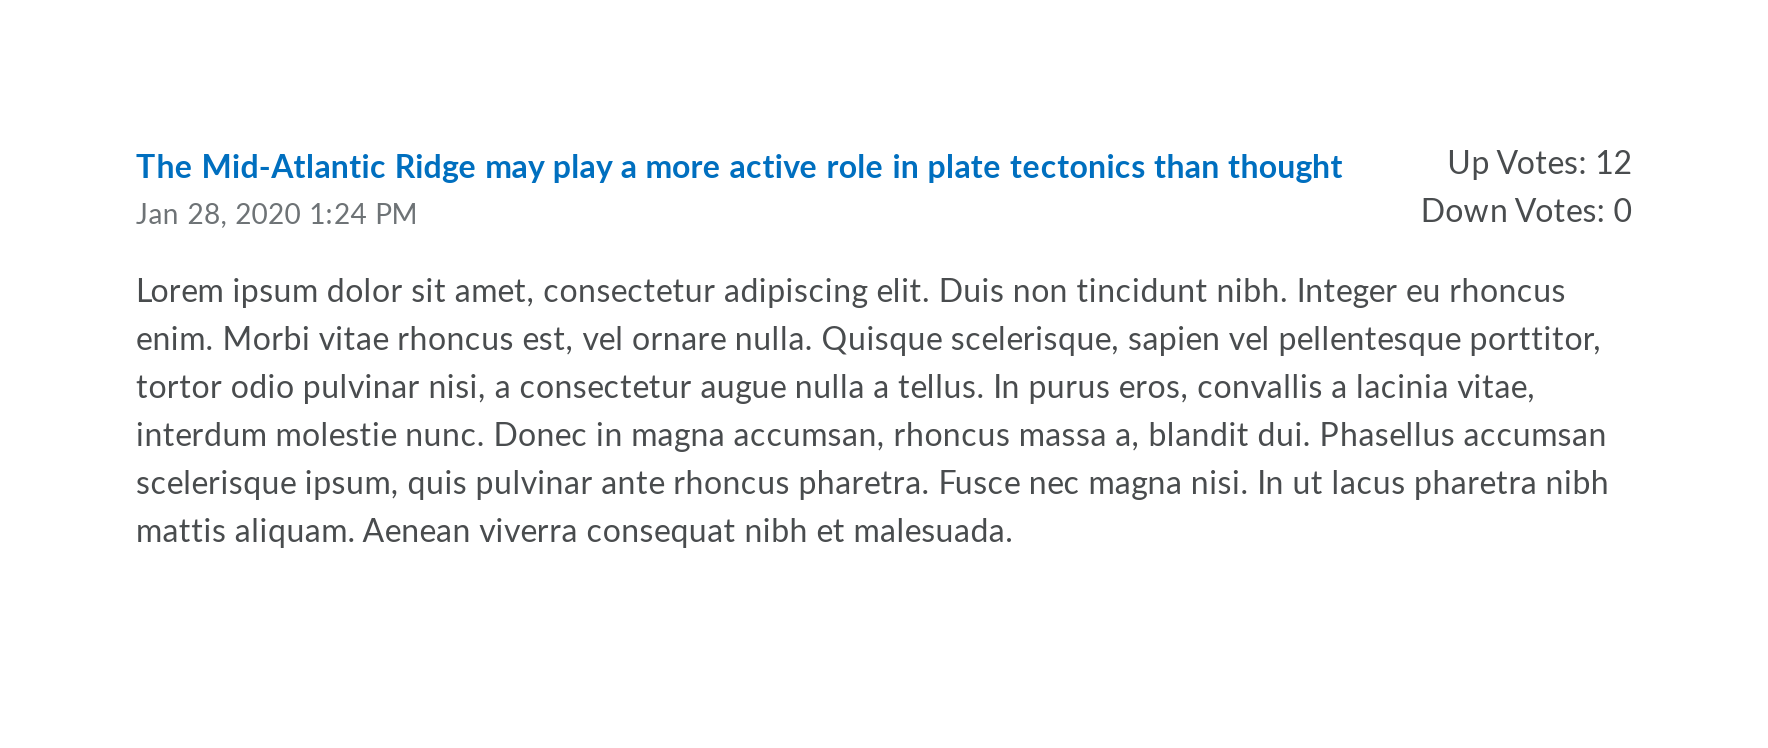 The Mid-Atlantic Ridge may play a more active role in plate tectonics than thought
Jan 28, 2020 1:24 PM
Up Votes: 12
Down Votes: 0
Lorem ipsum dolor sit amet, consectetur adipiscing elit. Duis non tincidunt nibh. Integer eu rhoncus
enim. Morbi vitae rhoncus est, vel ornare nulla. Quisque scelerisque, sapien vel pellentesque porttitor,
tortor odio pulvinar nisi, a consectetur augue nulla a tellus. In purus eros, convallis a lacinia vitae,
interdum molestie nunc. Donec in magna accumsan, rhoncus massa a, blandit dui. Phasellus accumsan
scelerisque ipsum, quis pulvinar ante rhoncus pharetra. Fusce nec magna nisi. In ut lacus pharetra nibh
mattis aliquam. Aenean viverra consequat nibh et malesuada.